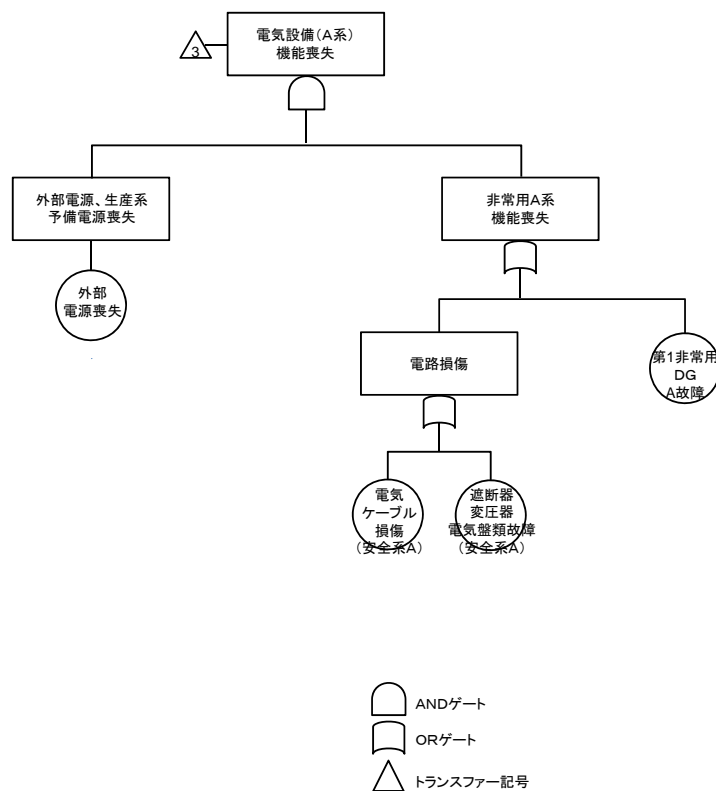 電気設備（A系）
機能喪失
3
外部電源、生産系
予備電源喪失
非常用A系
機能喪失
外部
電源喪失
電路損傷
第1非常用
DG
A故障
電気
ケーブル
損傷
（安全系A）
遮断器
変圧器
電気盤類故障
（安全系A）
ANDゲート
ORゲート
トランスファー記号